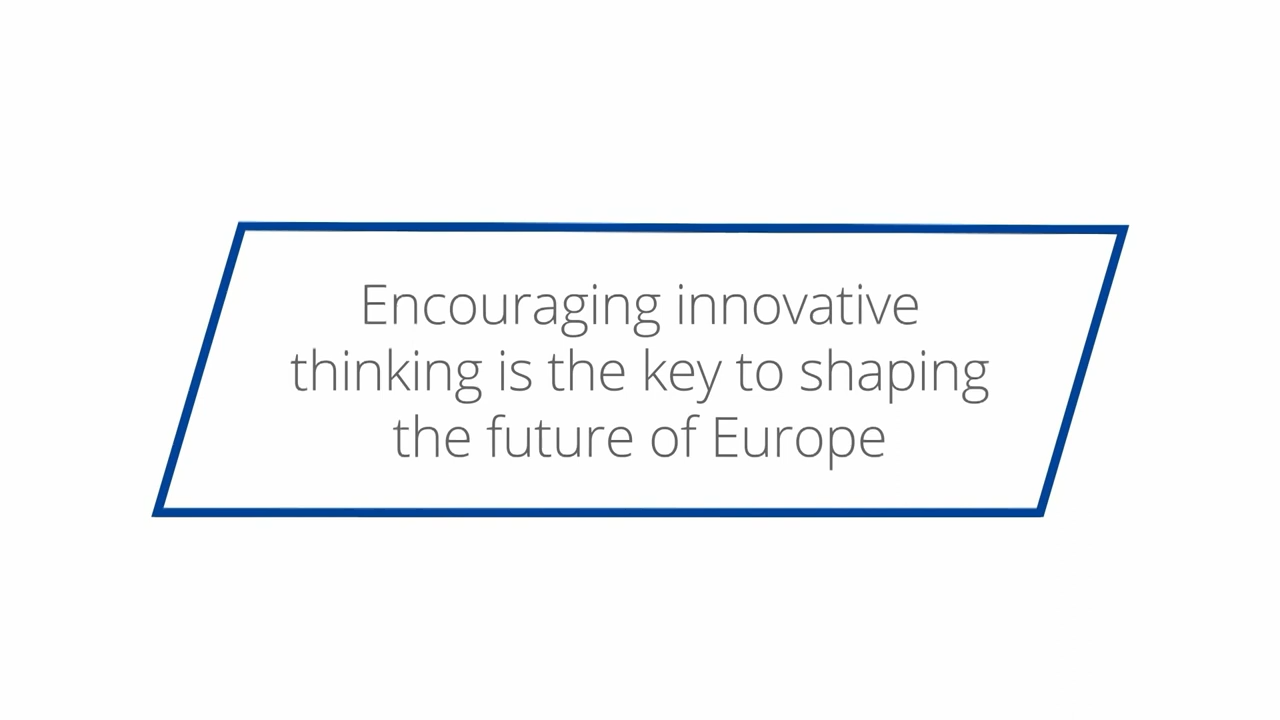 Encouraging innovative
thinking is the key to shaping
the future of Europe